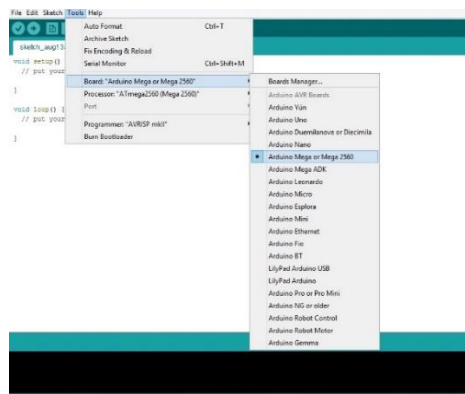 File Edit Sketch Tools Help
Auto Format Ctrl+T
Archive Sketch
Fix Encoding & Reload
Serial Monitor Ctrl+Shift+M
Board: "Arduino Mega or Mega 2560"
Processor: "ATmega2560 (Mega 2560)"
Port
Programmer: "AVRISP mkII"
Burn Bootloader
sketch_aug13
void setup() {
// put your
}
void loop() {
// put your
}
Boards Manager...
Arduino AVR Boards
Arduino Yún
Arduino Uno
Arduino Duemilanove or Diecimila
Arduino Nano
Arduino Mega or Mega 2560
Arduino Mega ADK
Arduino Leonardo
Arduino Micro
Arduino Esplora
Arduino Mini
Arduino Ethernet
Arduino Fio
Arduino BT
LilyPad Arduino USB
LilyPad Arduino
Arduino Pro or Pro Mini
Arduino NG or older
Arduino Robot Control
Arduino Robot Motor
Arduino Gemma